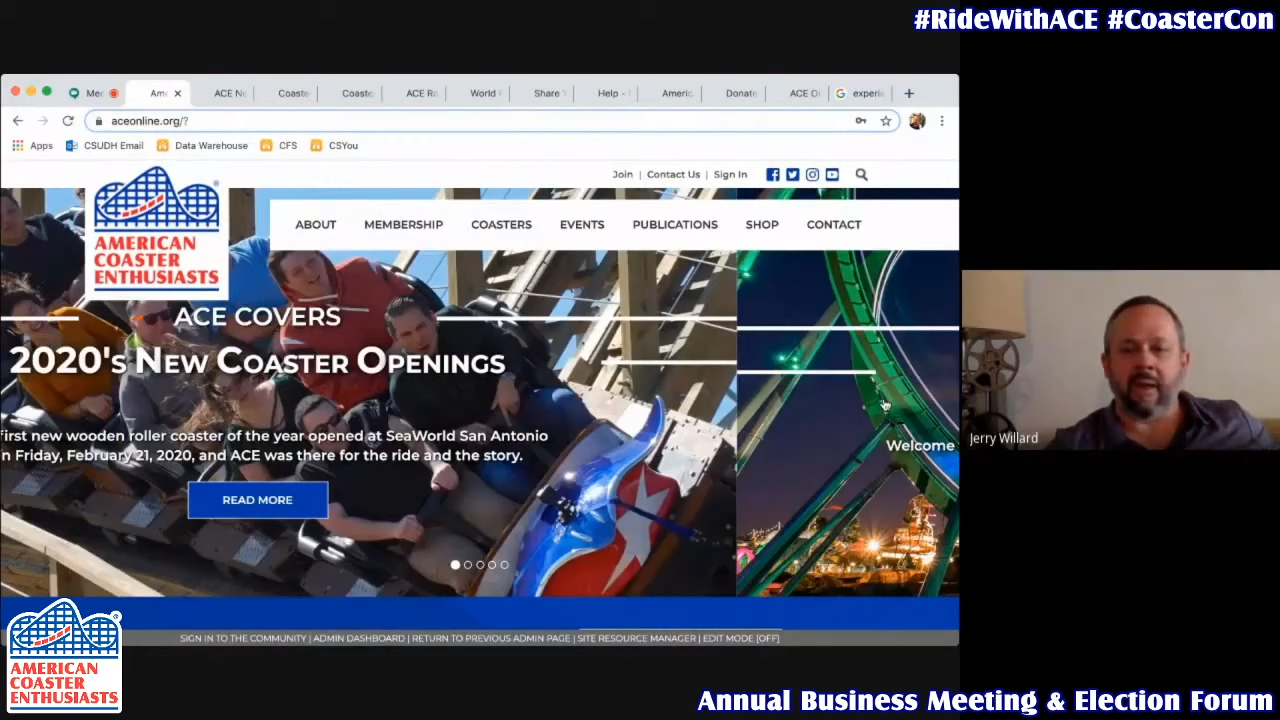 #RideWithACE #CoasterCon
Me
Am
ACE N
Coaste
Coaste
ACE R
World
Share
Help -
Americ
Donate
ACE O
experie
aceonline.org/?
Apps
CSUDH Email
Data Warehouse
CFS
CSYou
Join | Contact Us | Sign In
AMERICAN
COASTER
ENTHUSIASTS
®
ABOUT
MEMBERSHIP
COASTERS
EVENTS
PUBLICATIONS
SHOP
CONTACT
ACE COVERS
2020's New Coaster Openings
first new wooden roller coaster of the year opened at SeaWorld San Antonio
n Friday, February 21, 2020, and ACE was there for the ride and the story.
READ MORE
Welcome
Jerry Willard
SIGN IN TO THE COMMUNITY | ADMIN DASHBOARD | RETURN TO PREVIOUS ADMIN PAGE | SITE RESOURCE MANAGER | EDIT MODE [OFF]
AMERICAN
COASTER
ENTHUSIASTS
®
Annual Business Meeting & Election Forum